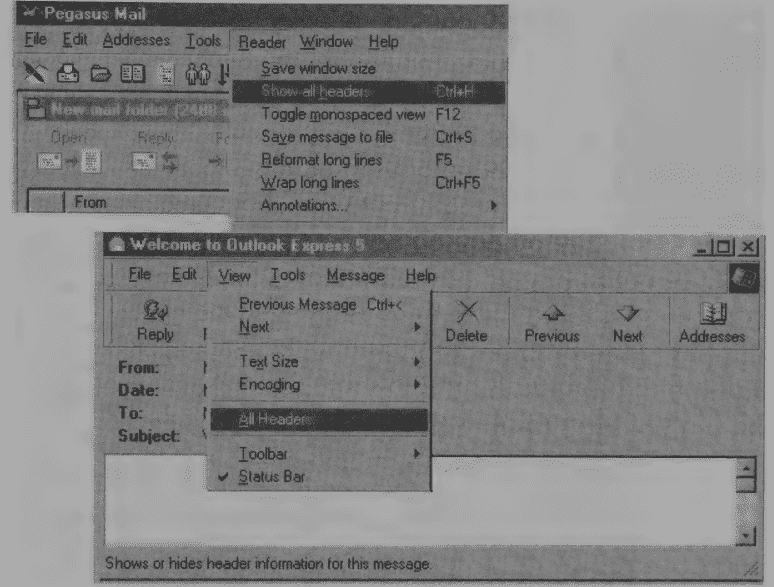 Pegasus Mail
File Edit Addresses Tools Reader Window Help
Save window size
Show all headers Ctrl+H
Toggle monospaced view F12
Save message to file Ctrl+S
Reformat long lines F5
Wrap long lines Ctrl+F5
Annotations...
New mail folder
Open Reply
From
Welcome to Outlook Express 5
File Edit View Tools Message Help
Previous Message Ctrl+<
Next
Text Size
Encoding
All Headers
Toolbar
Status Bar
Reply Delete Previous Next Addresses
From:
Date:
To:
Subject:
Shows or hides header information for this message.